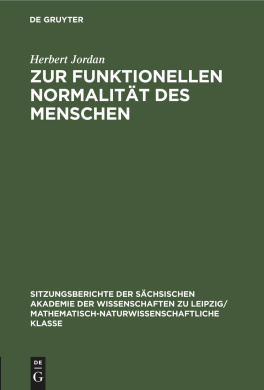 DE GRUYTER
Herbert Jordan
ZUR FUNKTIONELLEN
NORMALITÄT DES
MENSCHEN
SITZUNGSBERICHTE DER SÄCHSISCHEN
AKADEMIE DER WISSENSCHAFTEN ZU LEIPZIG/
MATHEMATISCH-NATURWISSENSCHAFTLICHE
KLASSE
DE
G